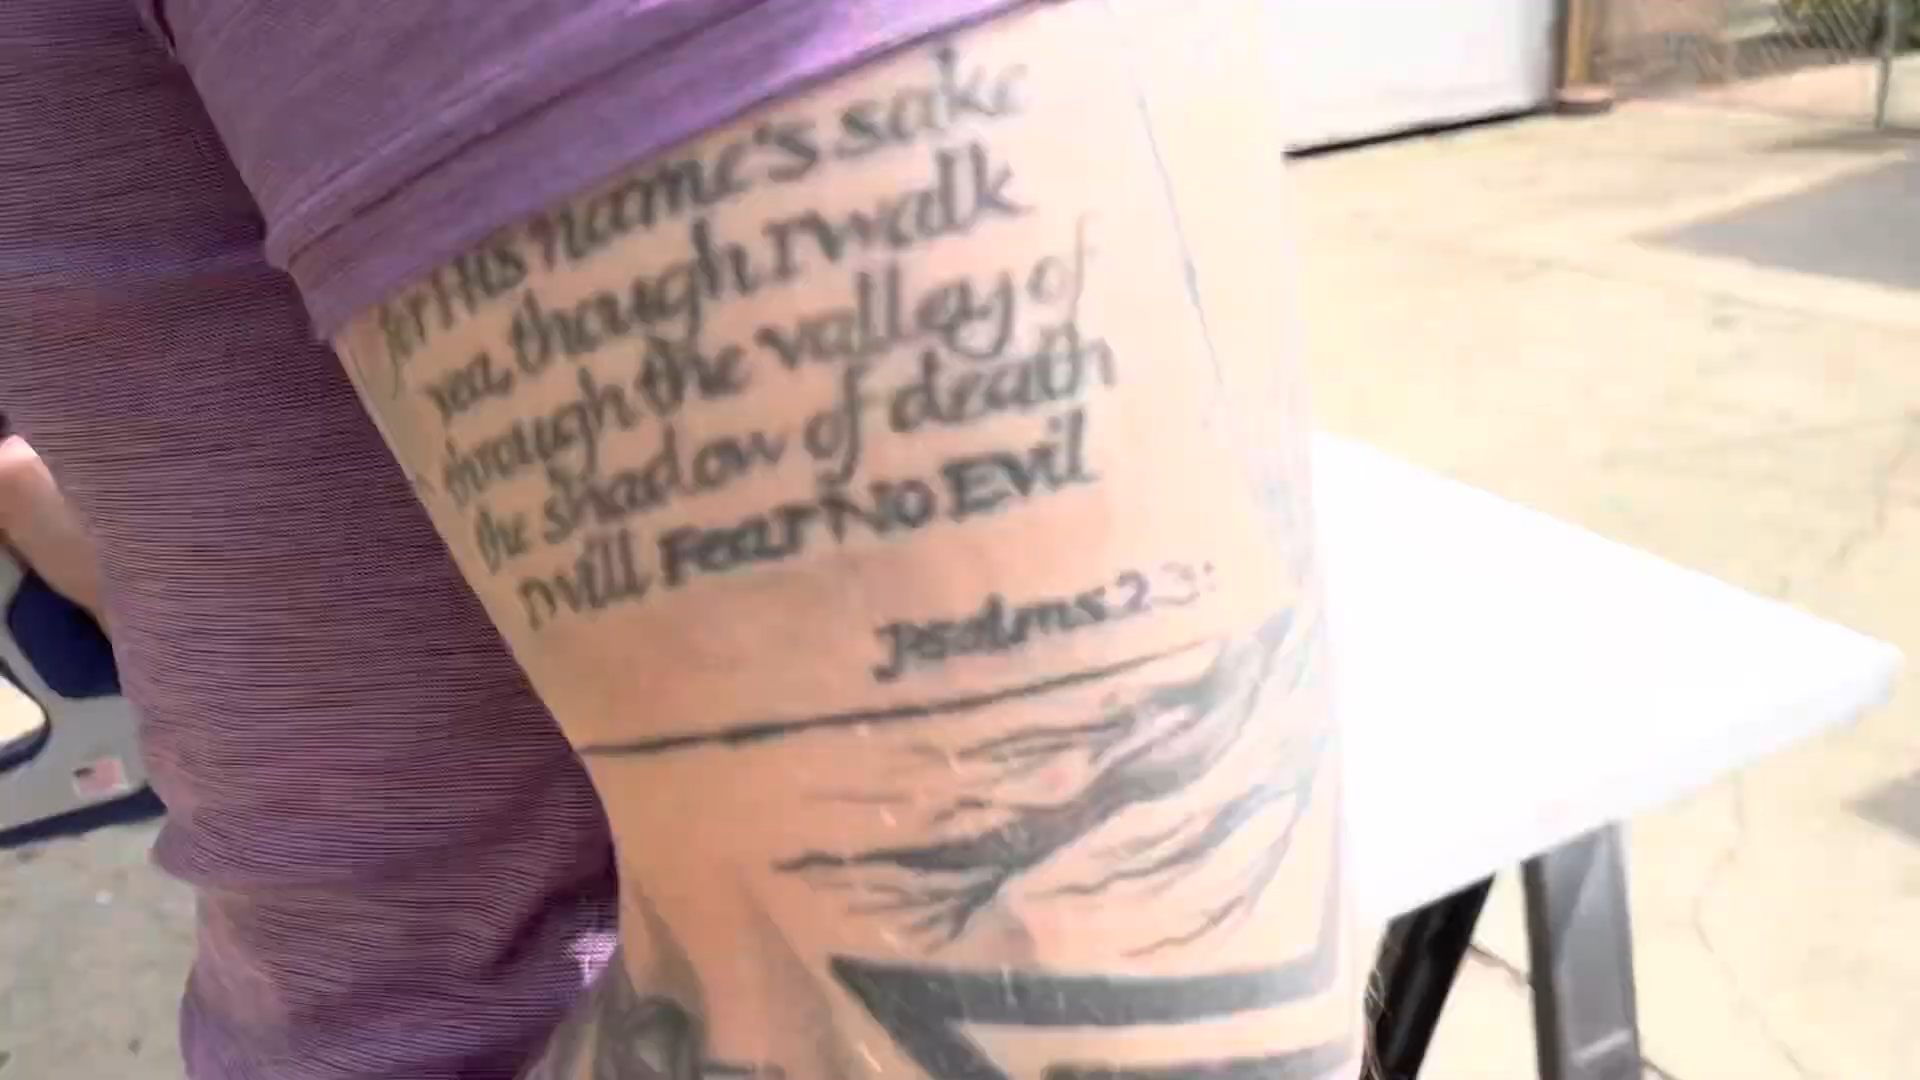 for His name's sake
yea, though I walk
through the valley of
the shadow of death
I will Fear No Evil
psalms 23: